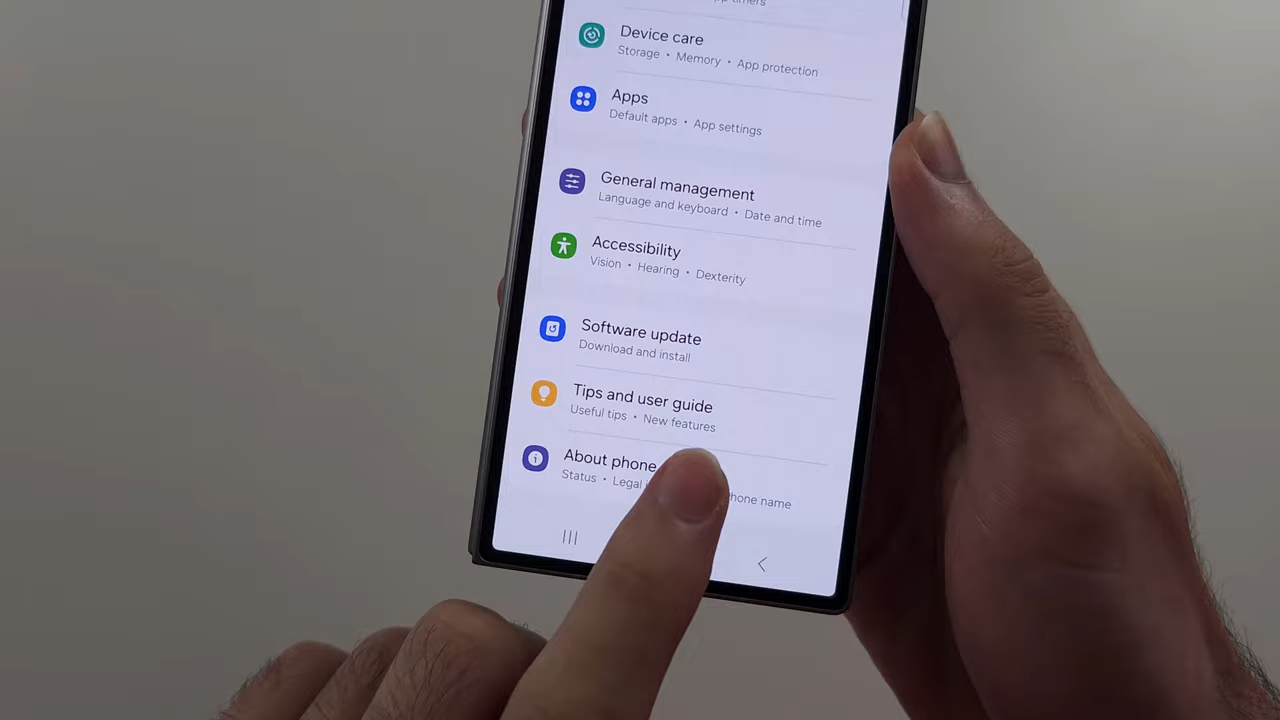 timers
Device care
Storage • Memory • App protection
Apps
Default apps • App settings
General management
Language and keyboard • Date and time
Accessibility
Vision • Hearing • Dexterity
Software update
Download and install
Tips and user guide
Useful tips • New features
About phone
Status • Legal hone name